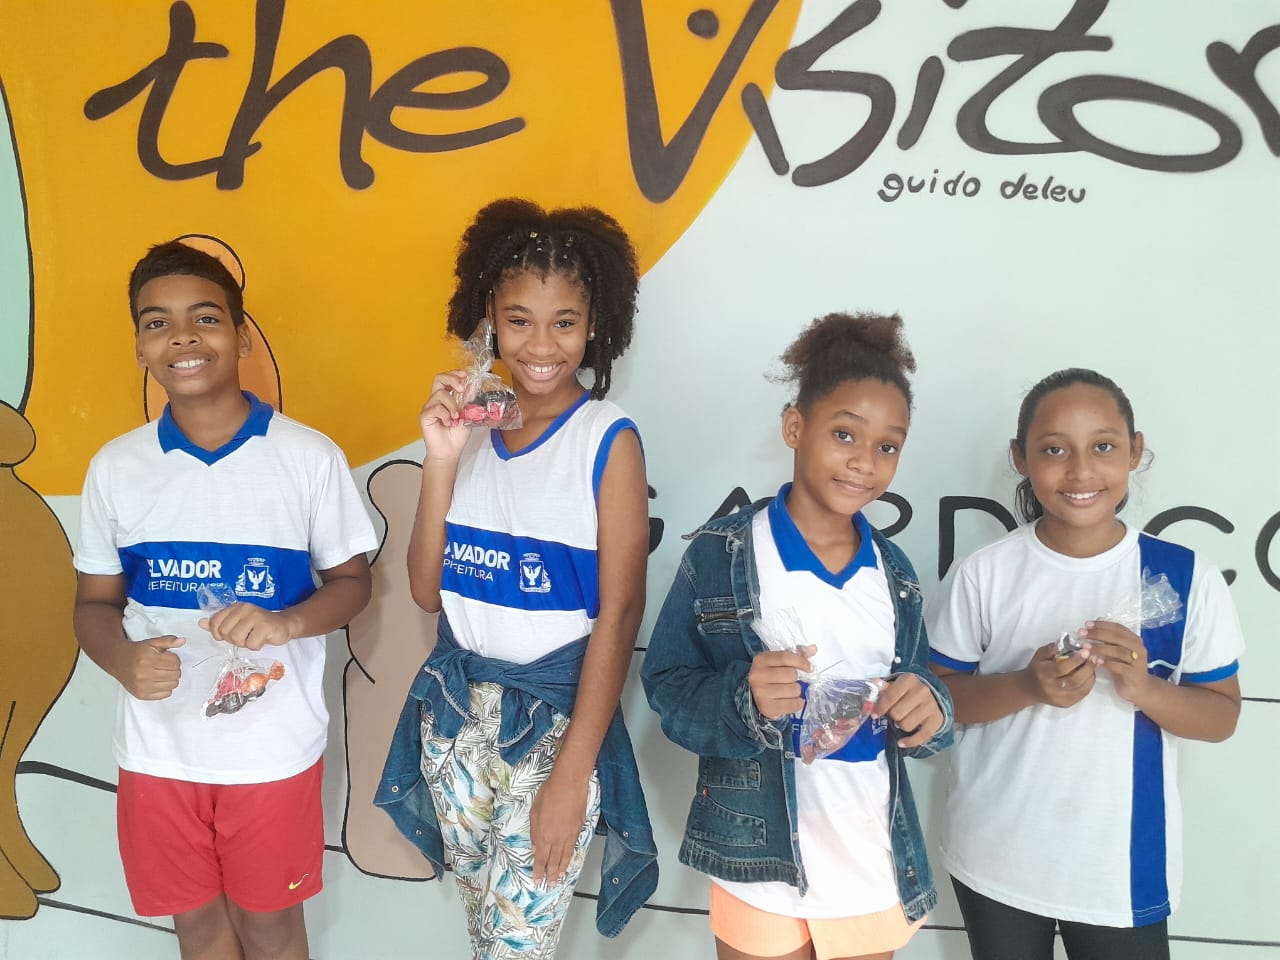 the Visitor
guido deleu
LVADOR
REFEITURA
LVADOR
PREFEITURA